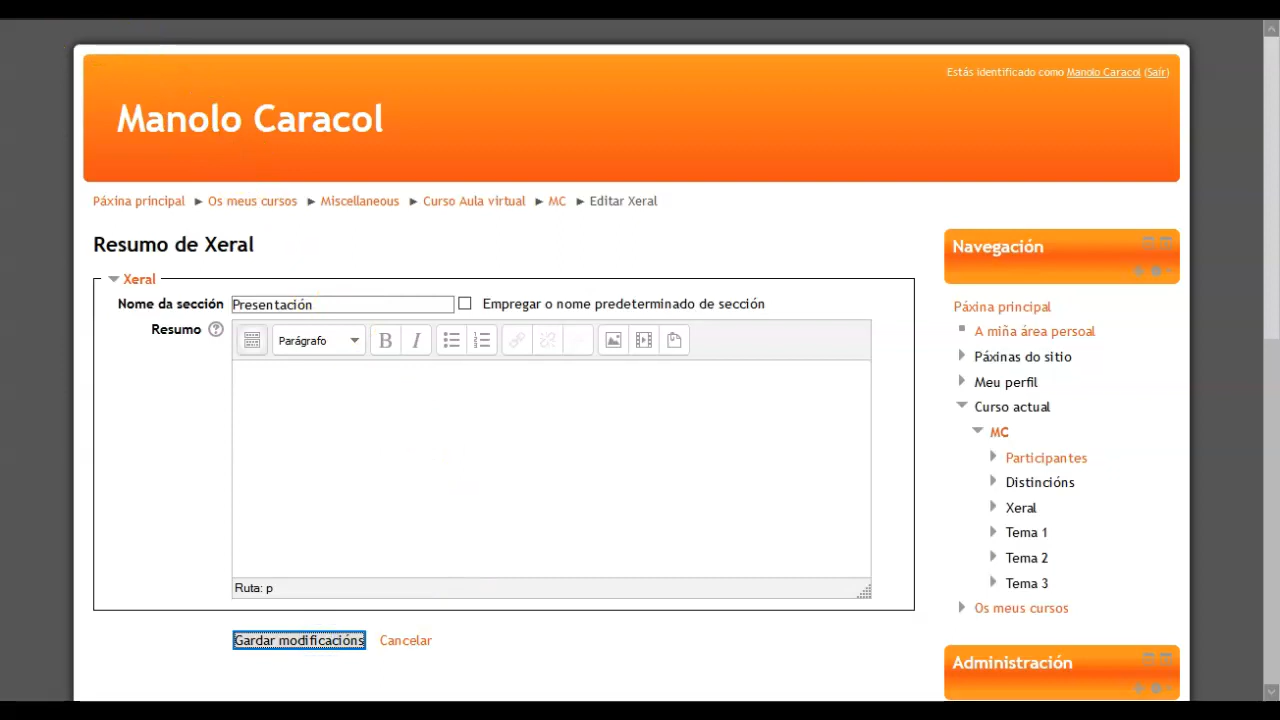 Estás identificado como Manolo Caracol (Saír)
Manolo Caracol
Páxina principal ► Os meus cursos ► Miscellaneous ► Curso Aula virtual ► MC ► Editar Xeral
Resumo de Xeral
Xeral
Nome da sección Presentación Empregar o nome predeterminado de sección
Resumo
Parágrafo B I
Ruta: p
Gardar modificacións Cancelar
Navegación
Páxina principal
A miña área persoal
Páxinas do sitio
Meu perfil
Curso actual
MC
Participantes
Distincións
Xeral
Tema 1
Tema 2
Tema 3
Os meus cursos
Administración